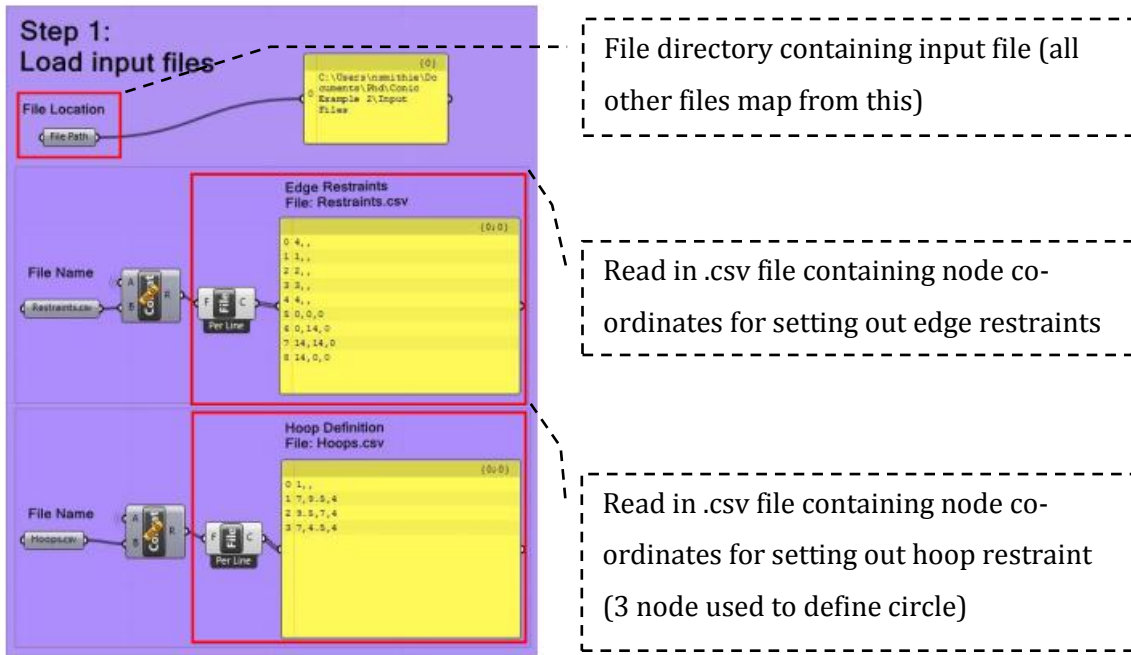 Step 1:
Load input files
File Location
File Path
{0}
0 C:\Users\nsmithie\Do
cuments\Phd\Conic
Example 2\Input
Files
File directory containing input file (all
other files map from this)
Edge Restraints
File: Restraints.csv
{0;0}
0 4,,
1 1,,
2 2,,
3 3,,
4 4,,
5 0,0,0
6 0,14,0
7 14,14,0
8 14,0,0
File Name
Restraints.csv
A
B
R
F
File
C
Per Line
Read in .csv file containing node co-
ordinates for setting out edge restraints
Hoop Definition
File: Hoops.csv
{0;0}
0 1,,
1 7,9.5,4
2 9.5,7,4
3 7,4.5,4
File Name
Hoops.csv
A
B
R
F
File
C
Per Line
Read in .csv file containing node co-
ordinates for setting out hoop restraint
(3 node used to define circle)